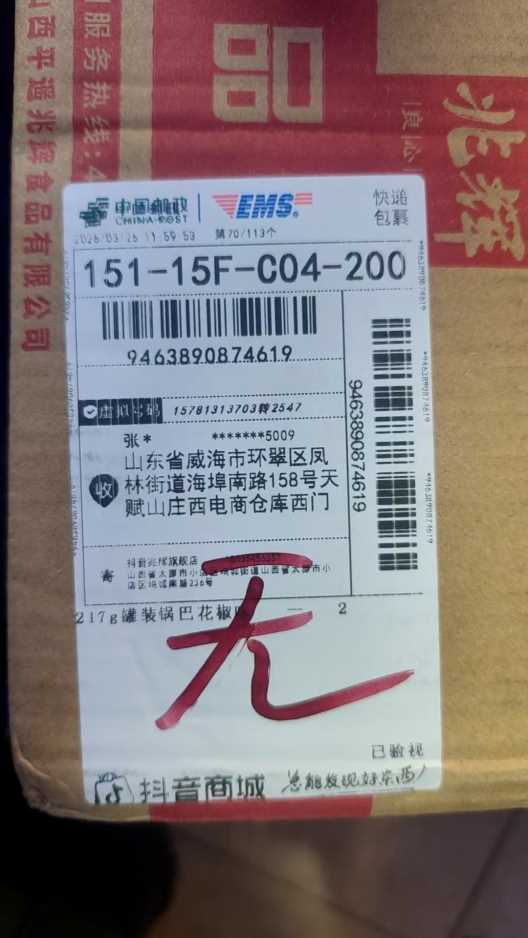 品
兆辉
良心
服务热线：4
山西平遥兆辉食品有限公司
中国邮政
CHINA POST
EMS®
快递
包裹
2026/03/26 11:59:53 第70/113个
151-15F-C04-200
9463890874619
9463890874619
15781313703转2547
张* *******5009
收
山东省威海市环翠区凤
林街道海埠南路158号天
赋山庄西电商仓库西门
寄
217g罐装锅巴花椒
2
无
已验视
抖音商城
总能发现好东西